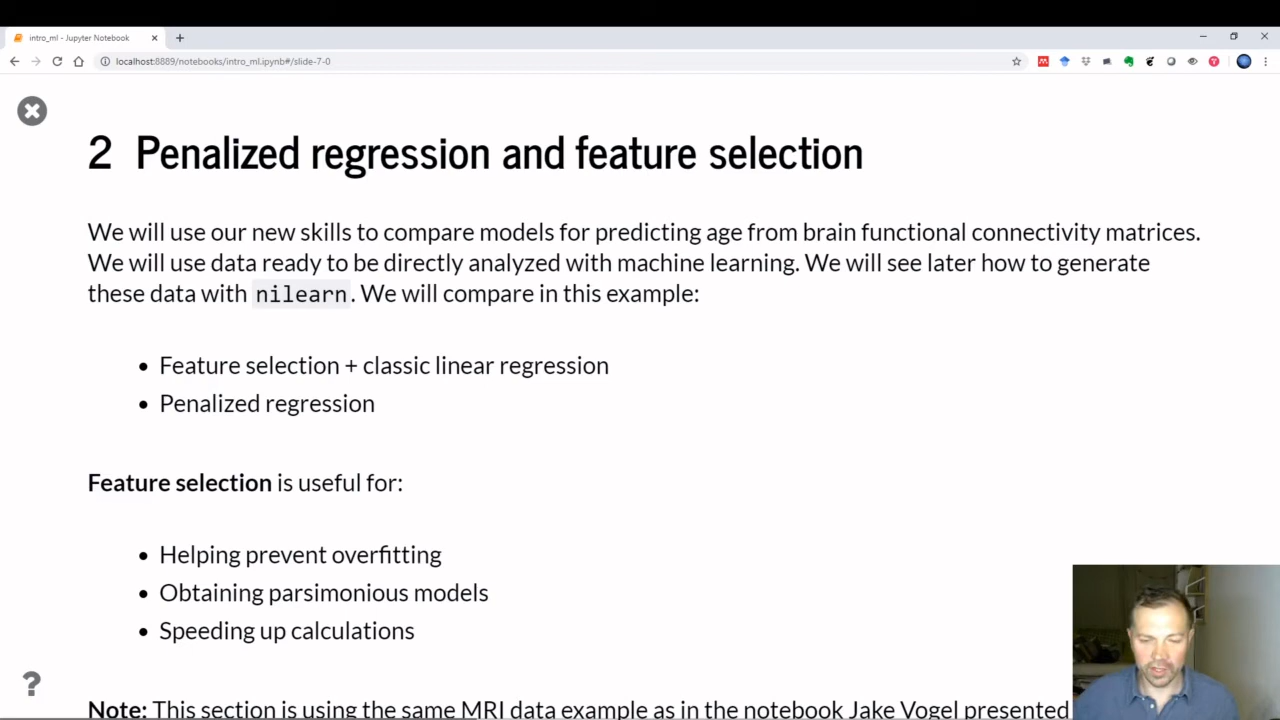 intro_ml - Jupyter Notebook
localhost:8889/notebooks/intro_ml.ipynb#/slide-7-0
2 Penalized regression and feature selection
We will use our new skills to compare models for predicting age from brain functional connectivity matrices.
We will use data ready to be directly analyzed with machine learning. We will see later how to generate
these data with nilearn. We will compare in this example:
• Feature selection + classic linear regression
• Penalized regression
Feature selection is useful for:
• Helping prevent overfitting
• Obtaining parsimonious models
• Speeding up calculations
Note: This section is using the same MRI data example as in the notebook Jake Vogel presented